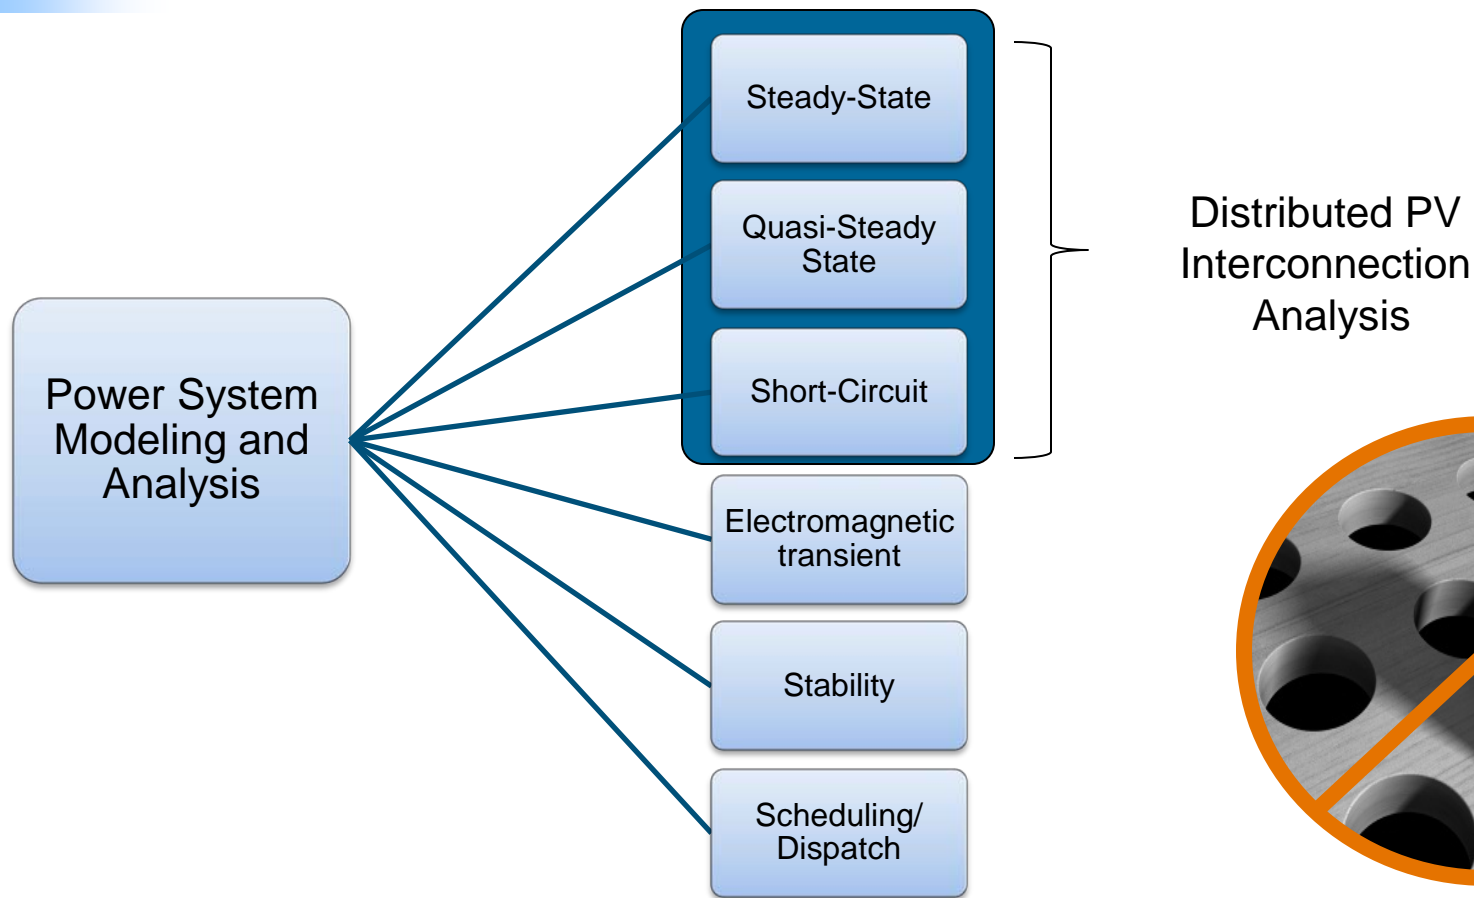 Steady-State
Quasi-Steady
State
Short-Circuit
Distributed PV
Interconnection
Analysis
Power System
Modeling and
Analysis
Electromagnetic
transient
Stability
Scheduling/
Dispatch